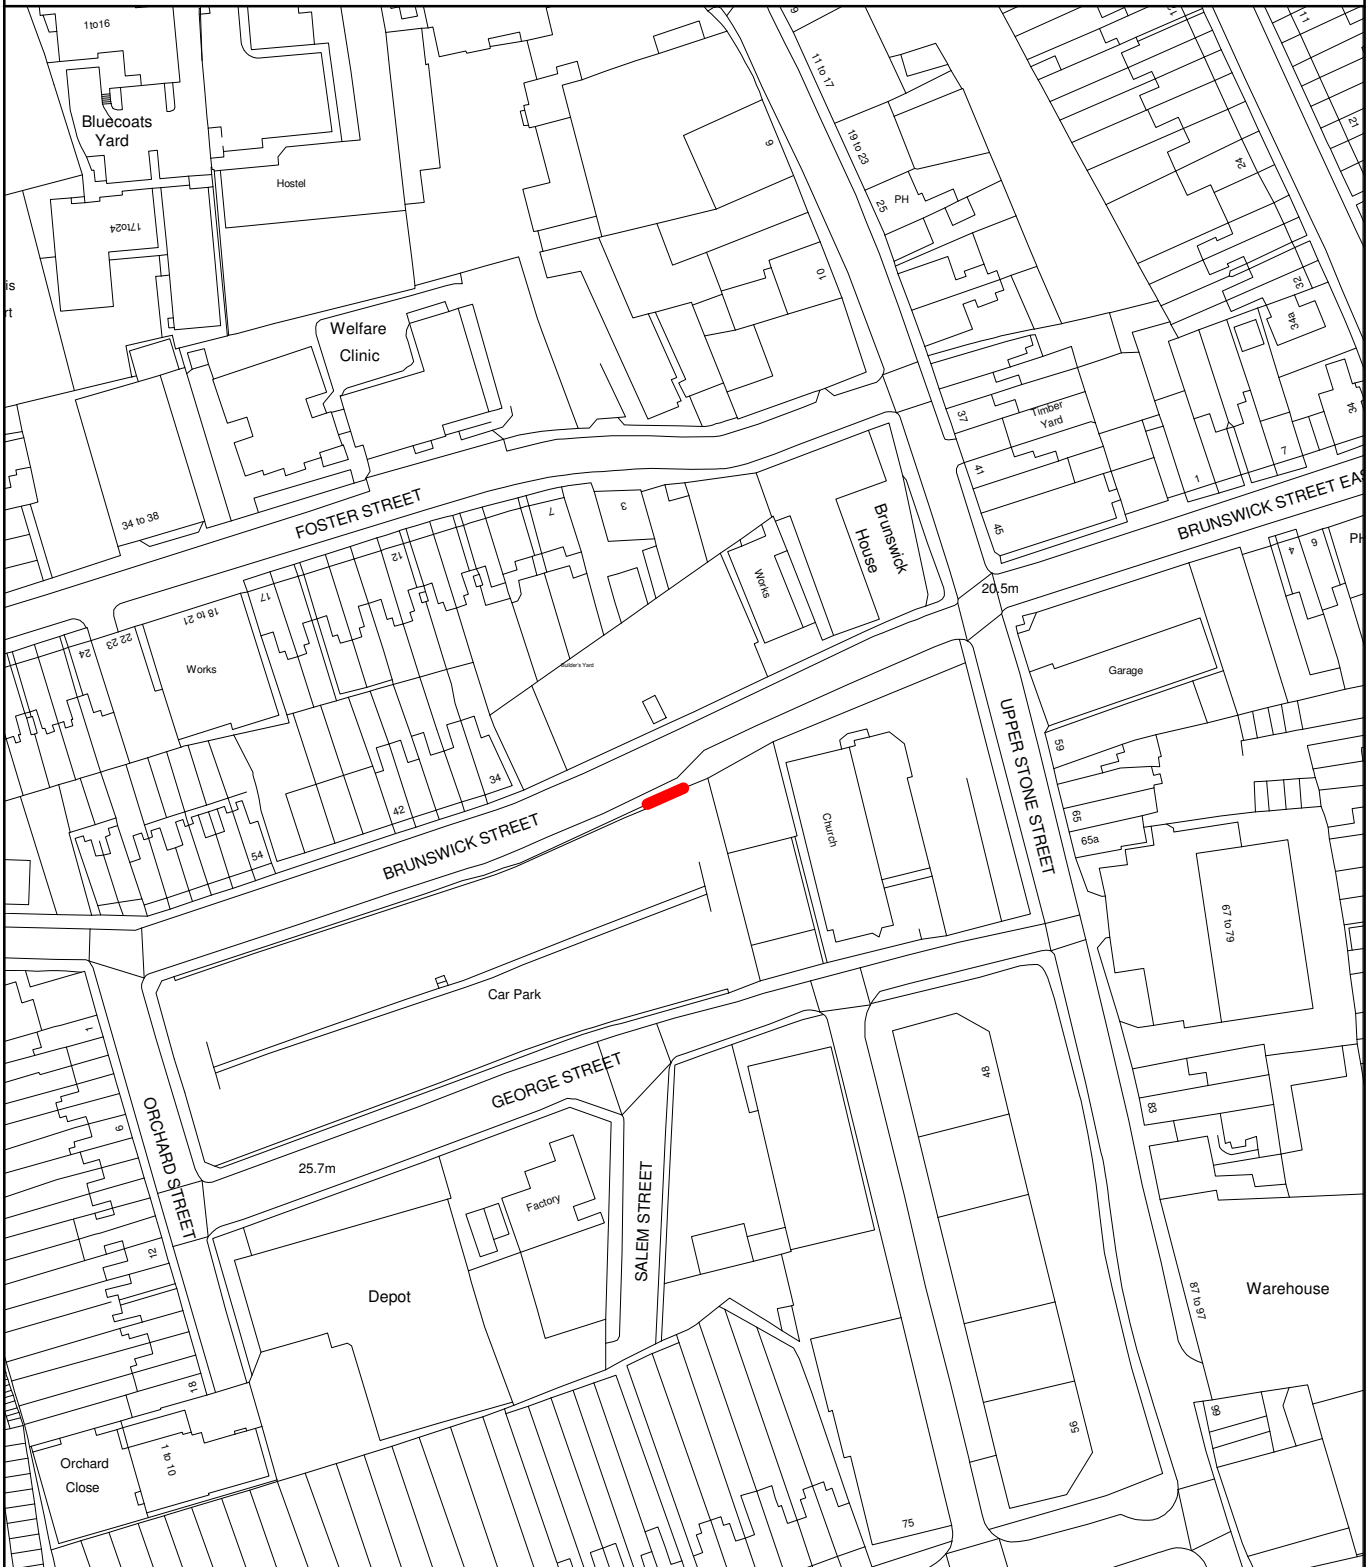 1to16
11
9
11 to 17
Bluecoats
Yard
21
9
19 to 23
24
Hostel
25
PH
17to24
10
is
rt
32
34a
Welfare
Clinic
37
Timber
Yard
34
41
7
1
34 to 38
FOSTER STREET
7
3
45
Brunswick
House
BRUNSWICK STREET EAS
12
Works
20.5m
4
6
PH
17
18 to 21
22 23
24
Works
Builder's Yard
Garage
UPPER STONE STREET
59
34
42
BRUNSWICK STREET
54
Church
65
65a
67 to 79
Car Park
1
GEORGE STREET
48
ORCHARD STREET
9
83
25.7m
Factory
SALEM STREET
12
Depot
87 to 97
Warehouse
18
99
56
Orchard
Close
1 to 10
75